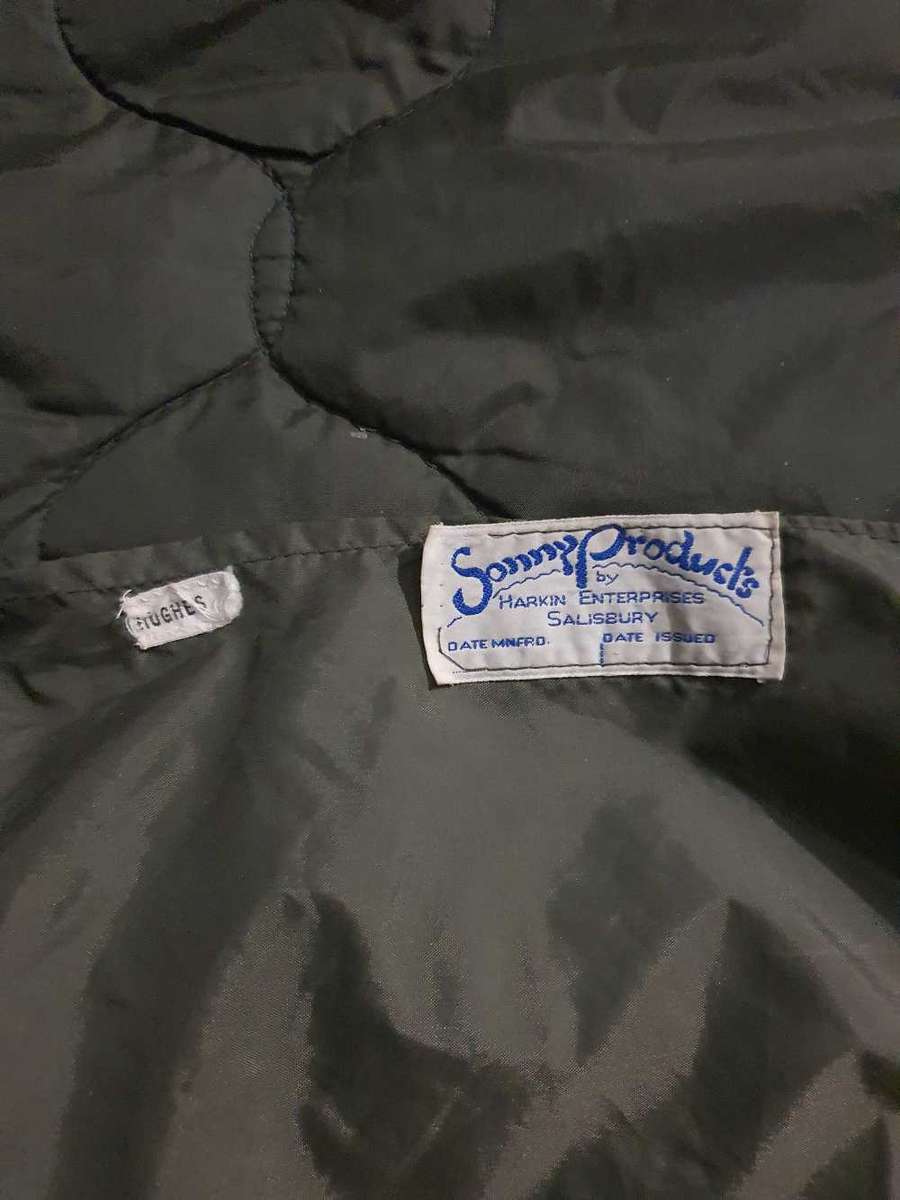 HUGHES
Sonny Products
by
HARKIN ENTERPRISES
SALISBURY
DATE MNFRD. DATE ISSUED